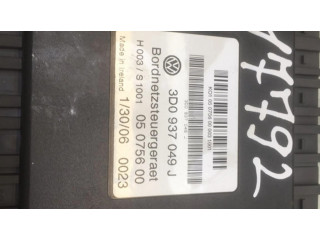 3D0 937 049 J
Bordnetzsteuergeraet
H 003 / S 1001 05 0756 00
Made in Ireland 1/30/06 0023